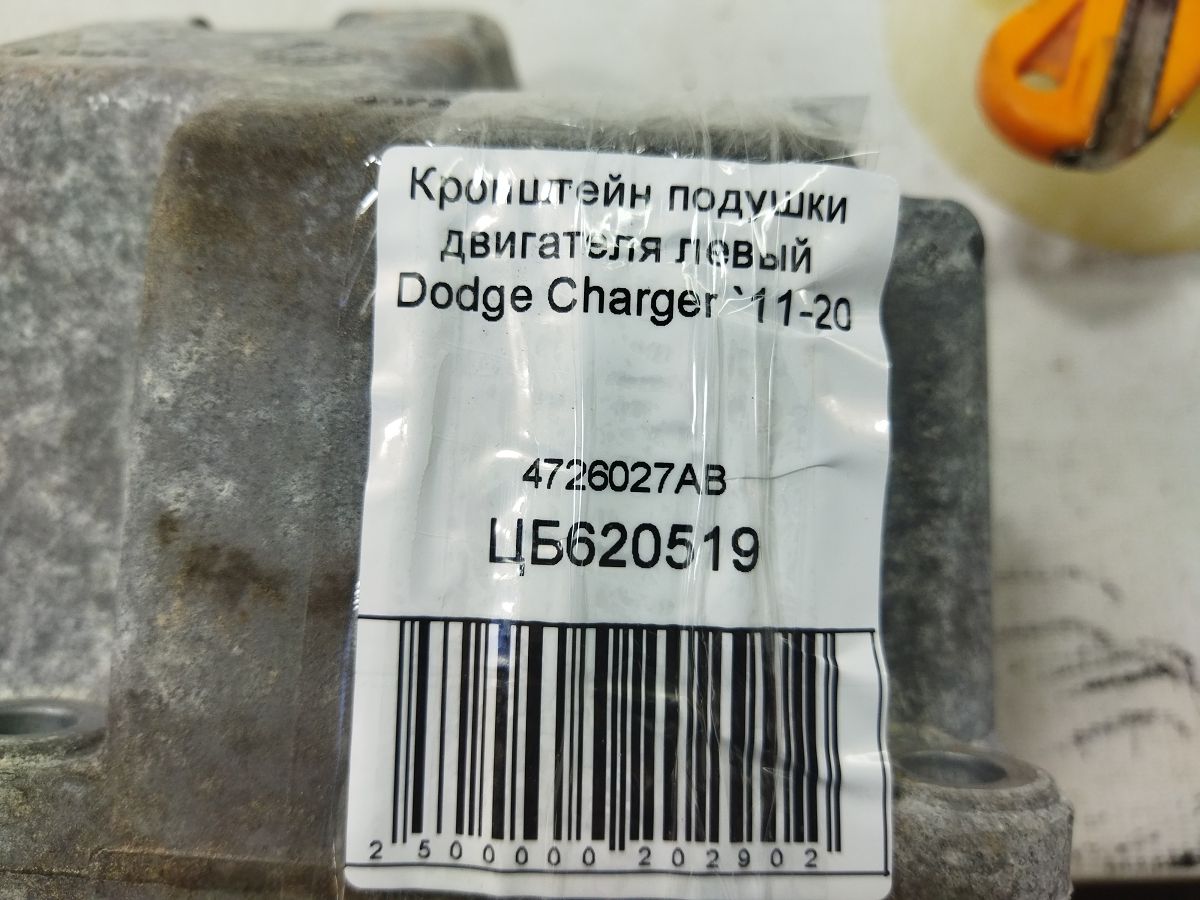 Кронштейн подушки
двигателя левый
Dodge Charger `11-20
4726027AB
ЦБ620519
2 500000 202902